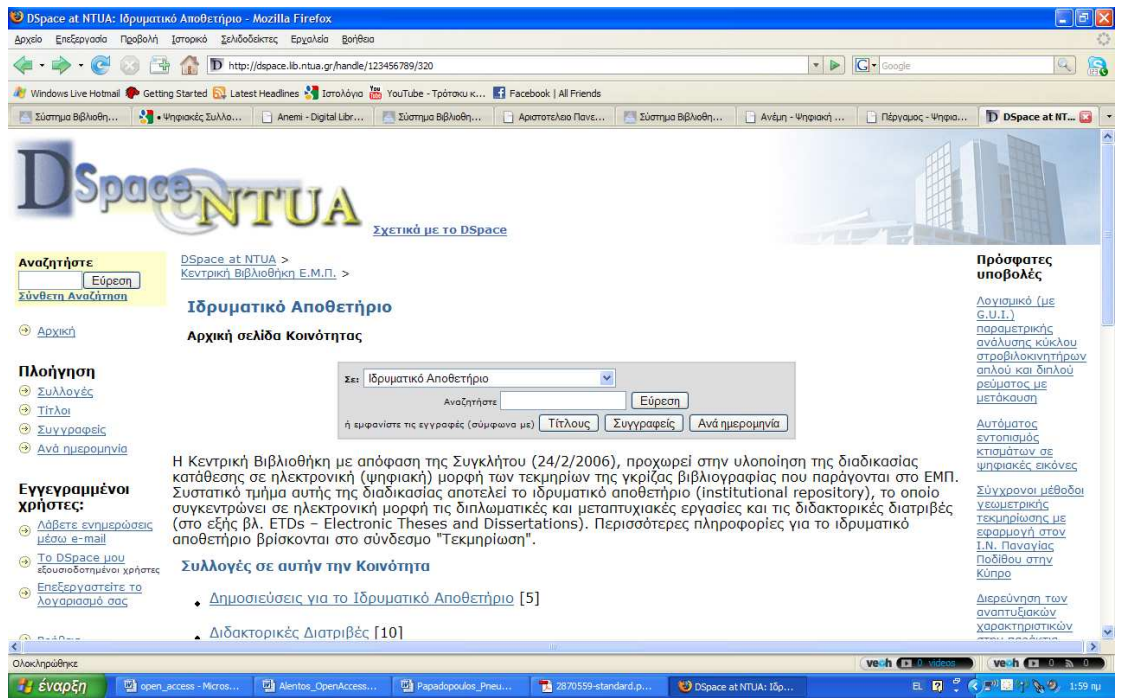 DSpace at NTUA: Ιδρυματικό Αποθετήριο - Mozilla Firefox
Αρχείο Επεξεργασία Προβολή Ιστορικό Σελιδοδείκτες Εργαλεία Βοήθεια
http://dspace.lib.ntua.gr/handle/123456789/320
Google
Windows Live Hotmail Getting Started Latest Headlines Ιστολόγια YouTube - Τρότσκυ κ... Facebook | All Friends
Σύστημα Βιβλιοθη... • Ψηφιακές Συλλο... Anemi - Digital Libr... Σύστημα Βιβλιοθη... Αριστοτέλειο Πανε... Σύστημα Βιβλιοθη... Ανέμη - Ψηφιακή ... Πέργαμος - Ψηφια... DSpace at NT...
DSpace NTUA
Σχετικά με το DSpace
Αναζητήστε
Εύρεση
Σύνθετη Αναζήτηση
Αρχική
Πλοήγηση
Συλλογές
Τίτλοι
Συγγραφείς
Ανά ημερομηνία
Εγγεγραμμένοι
χρήστες:
Λάβετε ενημερώσεις
μέσω e-mail
Το DSpace μου
εξουσιοδοτημένοι χρήστες
Επεξεργαστείτε το
λογαριασμό σας
DSpace at NTUA >
Κεντρική Βιβλιοθήκη Ε.Μ.Π. >
Ιδρυματικό Αποθετήριο
Αρχική σελίδα Κοινότητας
Σε: Ιδρυματικό Αποθετήριο
Αναζητήστε Εύρεση
ή εμφανίστε τις εγγραφές (σύμφωνα με) Τίτλους Συγγραφείς Ανά ημερομηνία
Η Κεντρική Βιβλιοθήκη με απόφαση της Συγκλήτου (24/2/2006), προχωρεί στην υλοποίηση της διαδικασίας
κατάθεσης σε ηλεκτρονική (ψηφιακή) μορφή των τεκμηρίων της γκρίζας βιβλιογραφίας που παράγονται στο ΕΜΠ.
Συστατικό τμήμα αυτής της διαδικασίας αποτελεί το ιδρυματικό αποθετήριο (institutional repository), το οποίο
συγκεντρώνει σε ηλεκτρονική μορφή τις διπλωματικές και μεταπτυχιακές εργασίες και τις διδακτορικές διατριβές
(στο εξής βλ. ETDs – Electronic Theses and Dissertations). Περισσότερες πληροφορίες για το ιδρυματικό
αποθετήριο βρίσκονται στο σύνδεσμο "Τεκμηρίωση".
Συλλογές σε αυτήν την Κοινότητα
Δημοσιεύσεις για το Ιδρυματικό Αποθετήριο [5]
Διδακτορικές Διατριβές [10]
Πρόσφατες
υποβολές
Λογισμικό (με
G.U.I.)
παραμετρικής
ανάλυσης κύκλου
στροβιλοκινητήρων
απλού και διπλού
ρεύματος με
μετάκαυση
Αυτόματος
εντοπισμός
κτισμάτων σε
ψηφιακές εικόνες
Σύγχρονοι μέθοδοι
γεωμετρικής
τεκμηρίωσης με
εφαρμογή στον
Ι.Ν. Παναγίας
Ποδίθου στην
Κύπρο
Διερεύνηση των
αναπτυξιακών
χαρακτηριστικών
Ολοκληρώθηκε
veoh 0 videos veoh 0 0
έναρξη open_access - Micros... Alentos_OpenAccess... Papadopoulos_Pneu... 2870559-standard.p... DSpace at NTUA: Ιδρ... EL 1:59 πμ